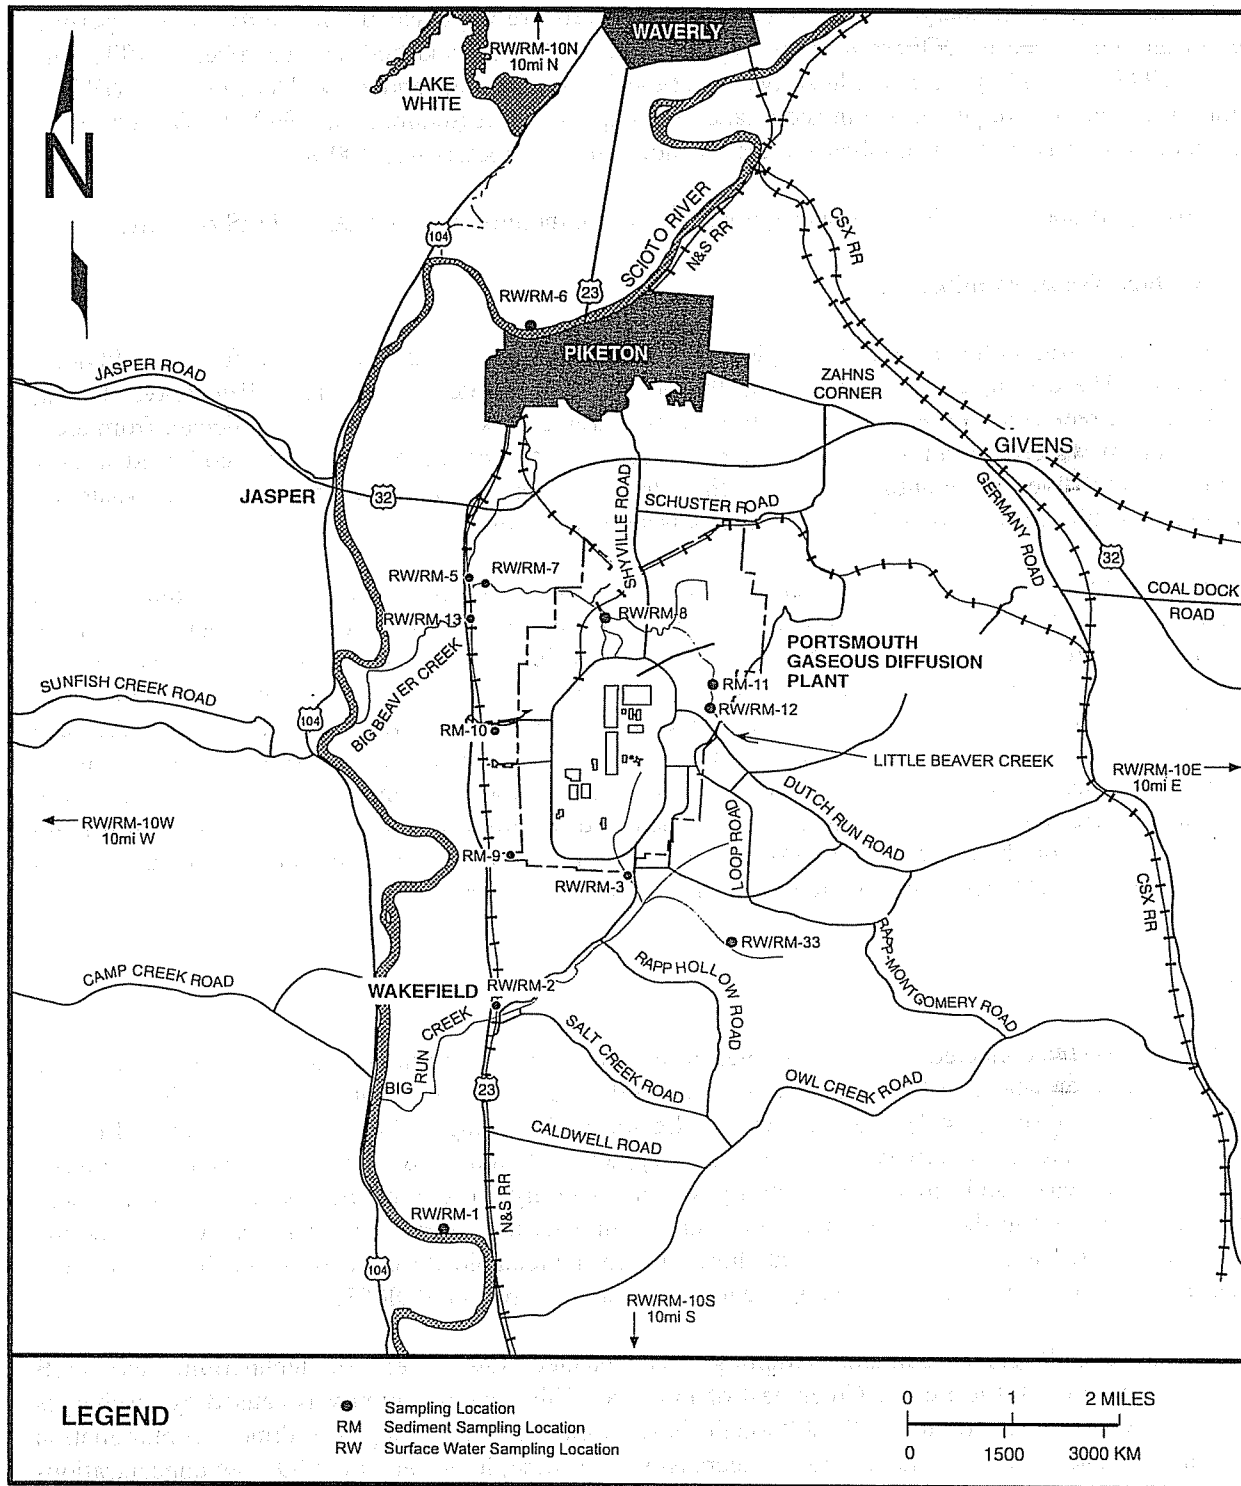 WAVERLY
RW/RM-10N
10mi N
LAKE
WHITE
N
104
SCIOTO RIVER
N&S RR
CSX RR
RW/RM-6
23
PIKETON
JASPER ROAD
ZAHNS
CORNER
GIVENS
JASPER
32
SHYVILLE ROAD
SCHUSTER ROAD
GERMANY ROAD
32
COAL DOCK
ROAD
RW/RM-5
RW/RM-7
RW/RM-13
RW/RM-8
PORTSMOUTH
GASEOUS DIFFUSION
PLANT
BIG BEAVER CREEK
SUNFISH CREEK ROAD
104
RM-11
RW/RM-12
RM-10
LITTLE BEAVER CREEK
RW/RM-10E
10mi E
RW/RM-10W
10mi W
DUTCH RUN ROAD
LOOP ROAD
RM-9
RW/RM-3
CSX RR
RW/RM-33
RAPP-MONTGOMERY ROAD
CAMP CREEK ROAD
WAKEFIELD
RW/RM-2
RAPP HOLLOW ROAD
BIG RUN CREEK
SALT CREEK ROAD
23
OWL CREEK ROAD
CALDWELL ROAD
N&S RR
RW/RM-1
104
RW/RM-10S
10mi S
LEGEND
Sampling Location
RM Sediment Sampling Location
RW Surface Water Sampling Location
0 1 2 MILES
0 1500 3000 KM